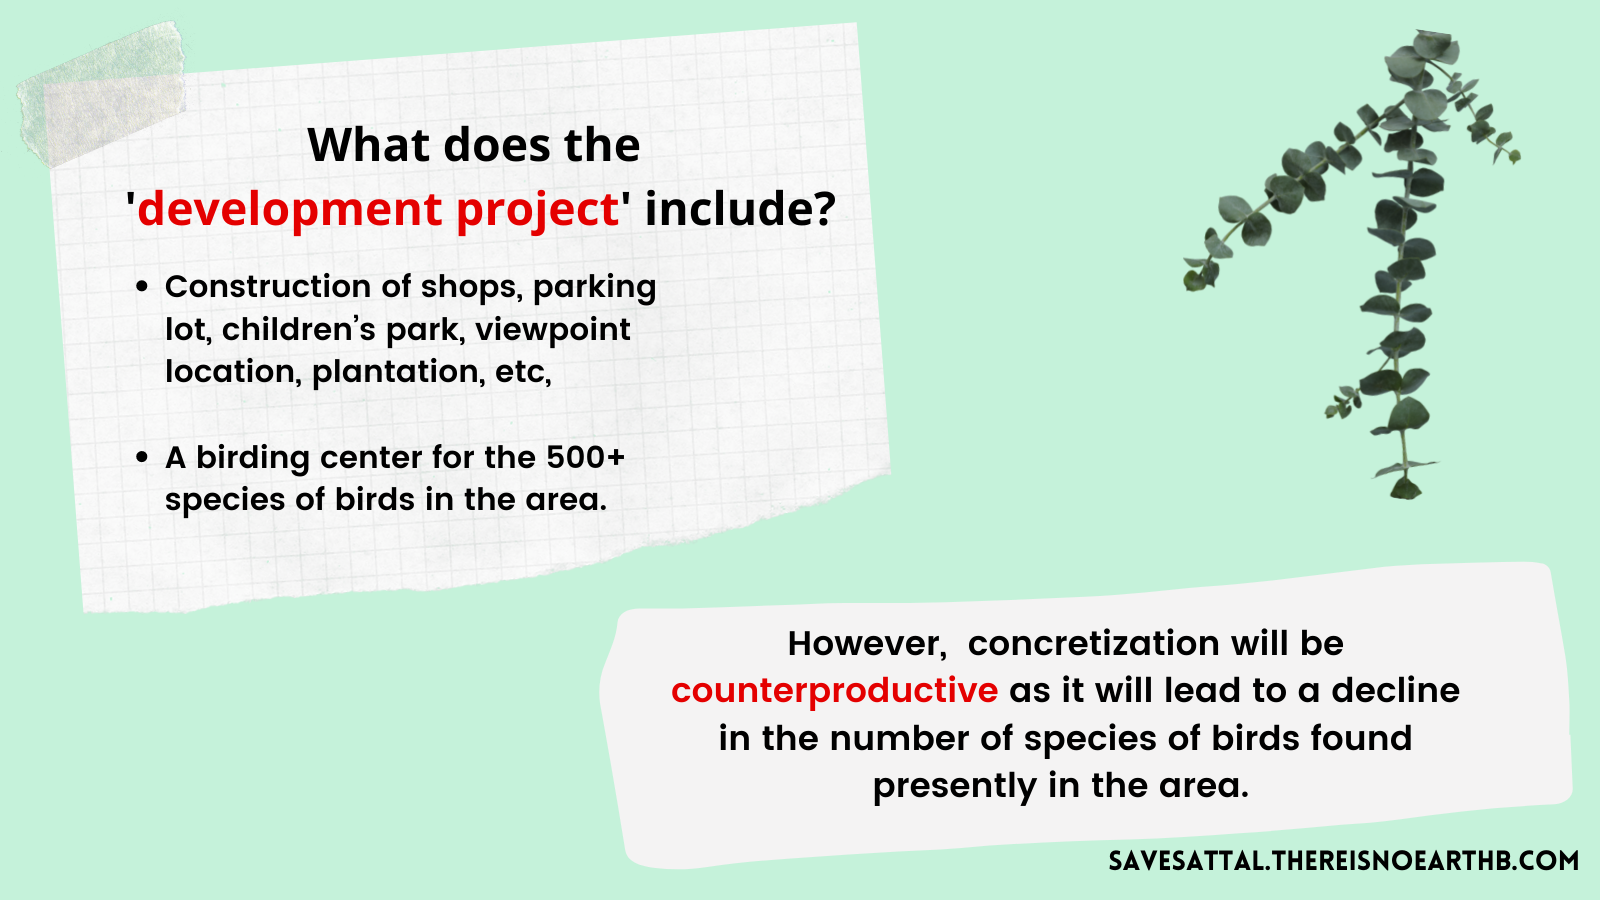 What does the
'development project' include?
• Construction of shops, parking
lot, children’s park, viewpoint
location, plantation, etc,
• A birding center for the 500+
species of birds in the area.
However,  concretization will be
counterproductive as it will lead to a decline
in the number of species of birds found
presently in the area.
SAVESATTAL.THEREISNOEARTHB.COM